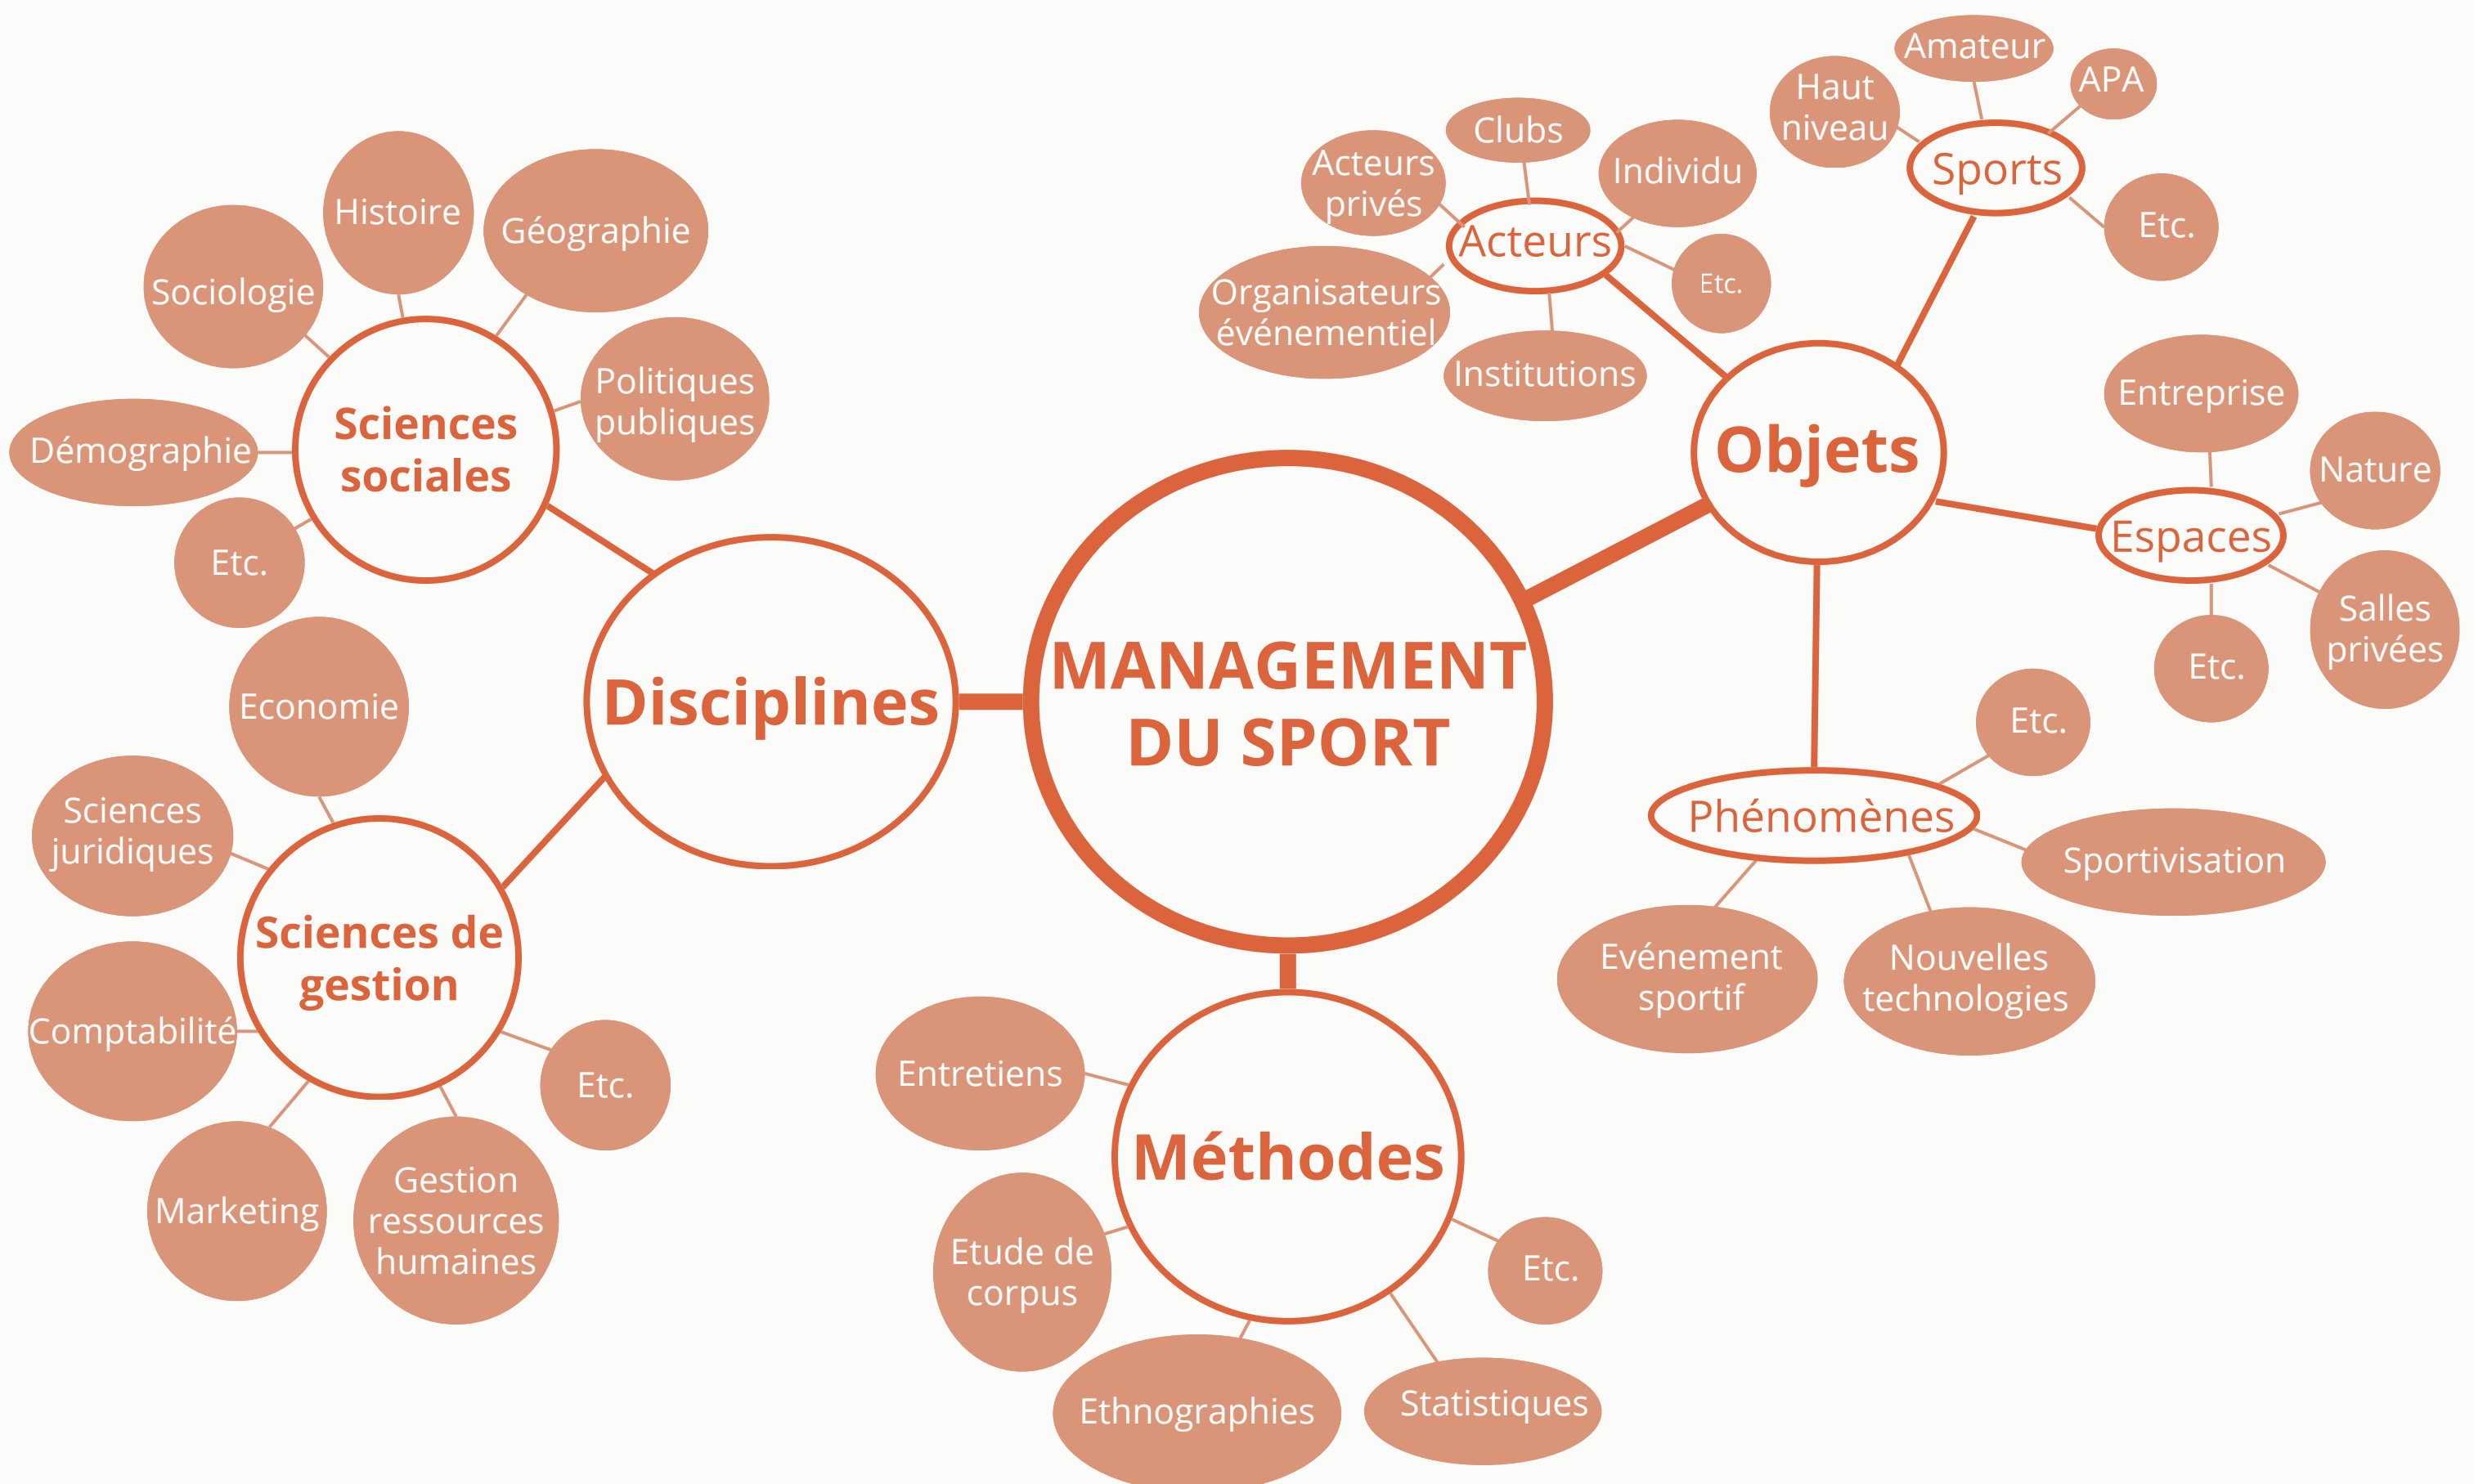 MANAGEMENT
DU SPORT
Disciplines
Sciences
sociales
Sociologie
Histoire
Géographie
Politiques
publiques
Démographie
Etc.
Sciences de
gestion
Economie
Sciences
juridiques
Comptabilité
Marketing
Gestion
ressources
humaines
Etc.
Objets
Acteurs
Acteurs
privés
Clubs
Individu
Etc.
Organisateurs
événementiel
Institutions
Sports
Haut
niveau
Amateur
APA
Etc.
Espaces
Entreprise
Nature
Salles
privées
Etc.
Phénomènes
Etc.
Sportivisation
Nouvelles
technologies
Evénement
sportif
Méthodes
Entretiens
Etude de
corpus
Ethnographies
Statistiques
Etc.